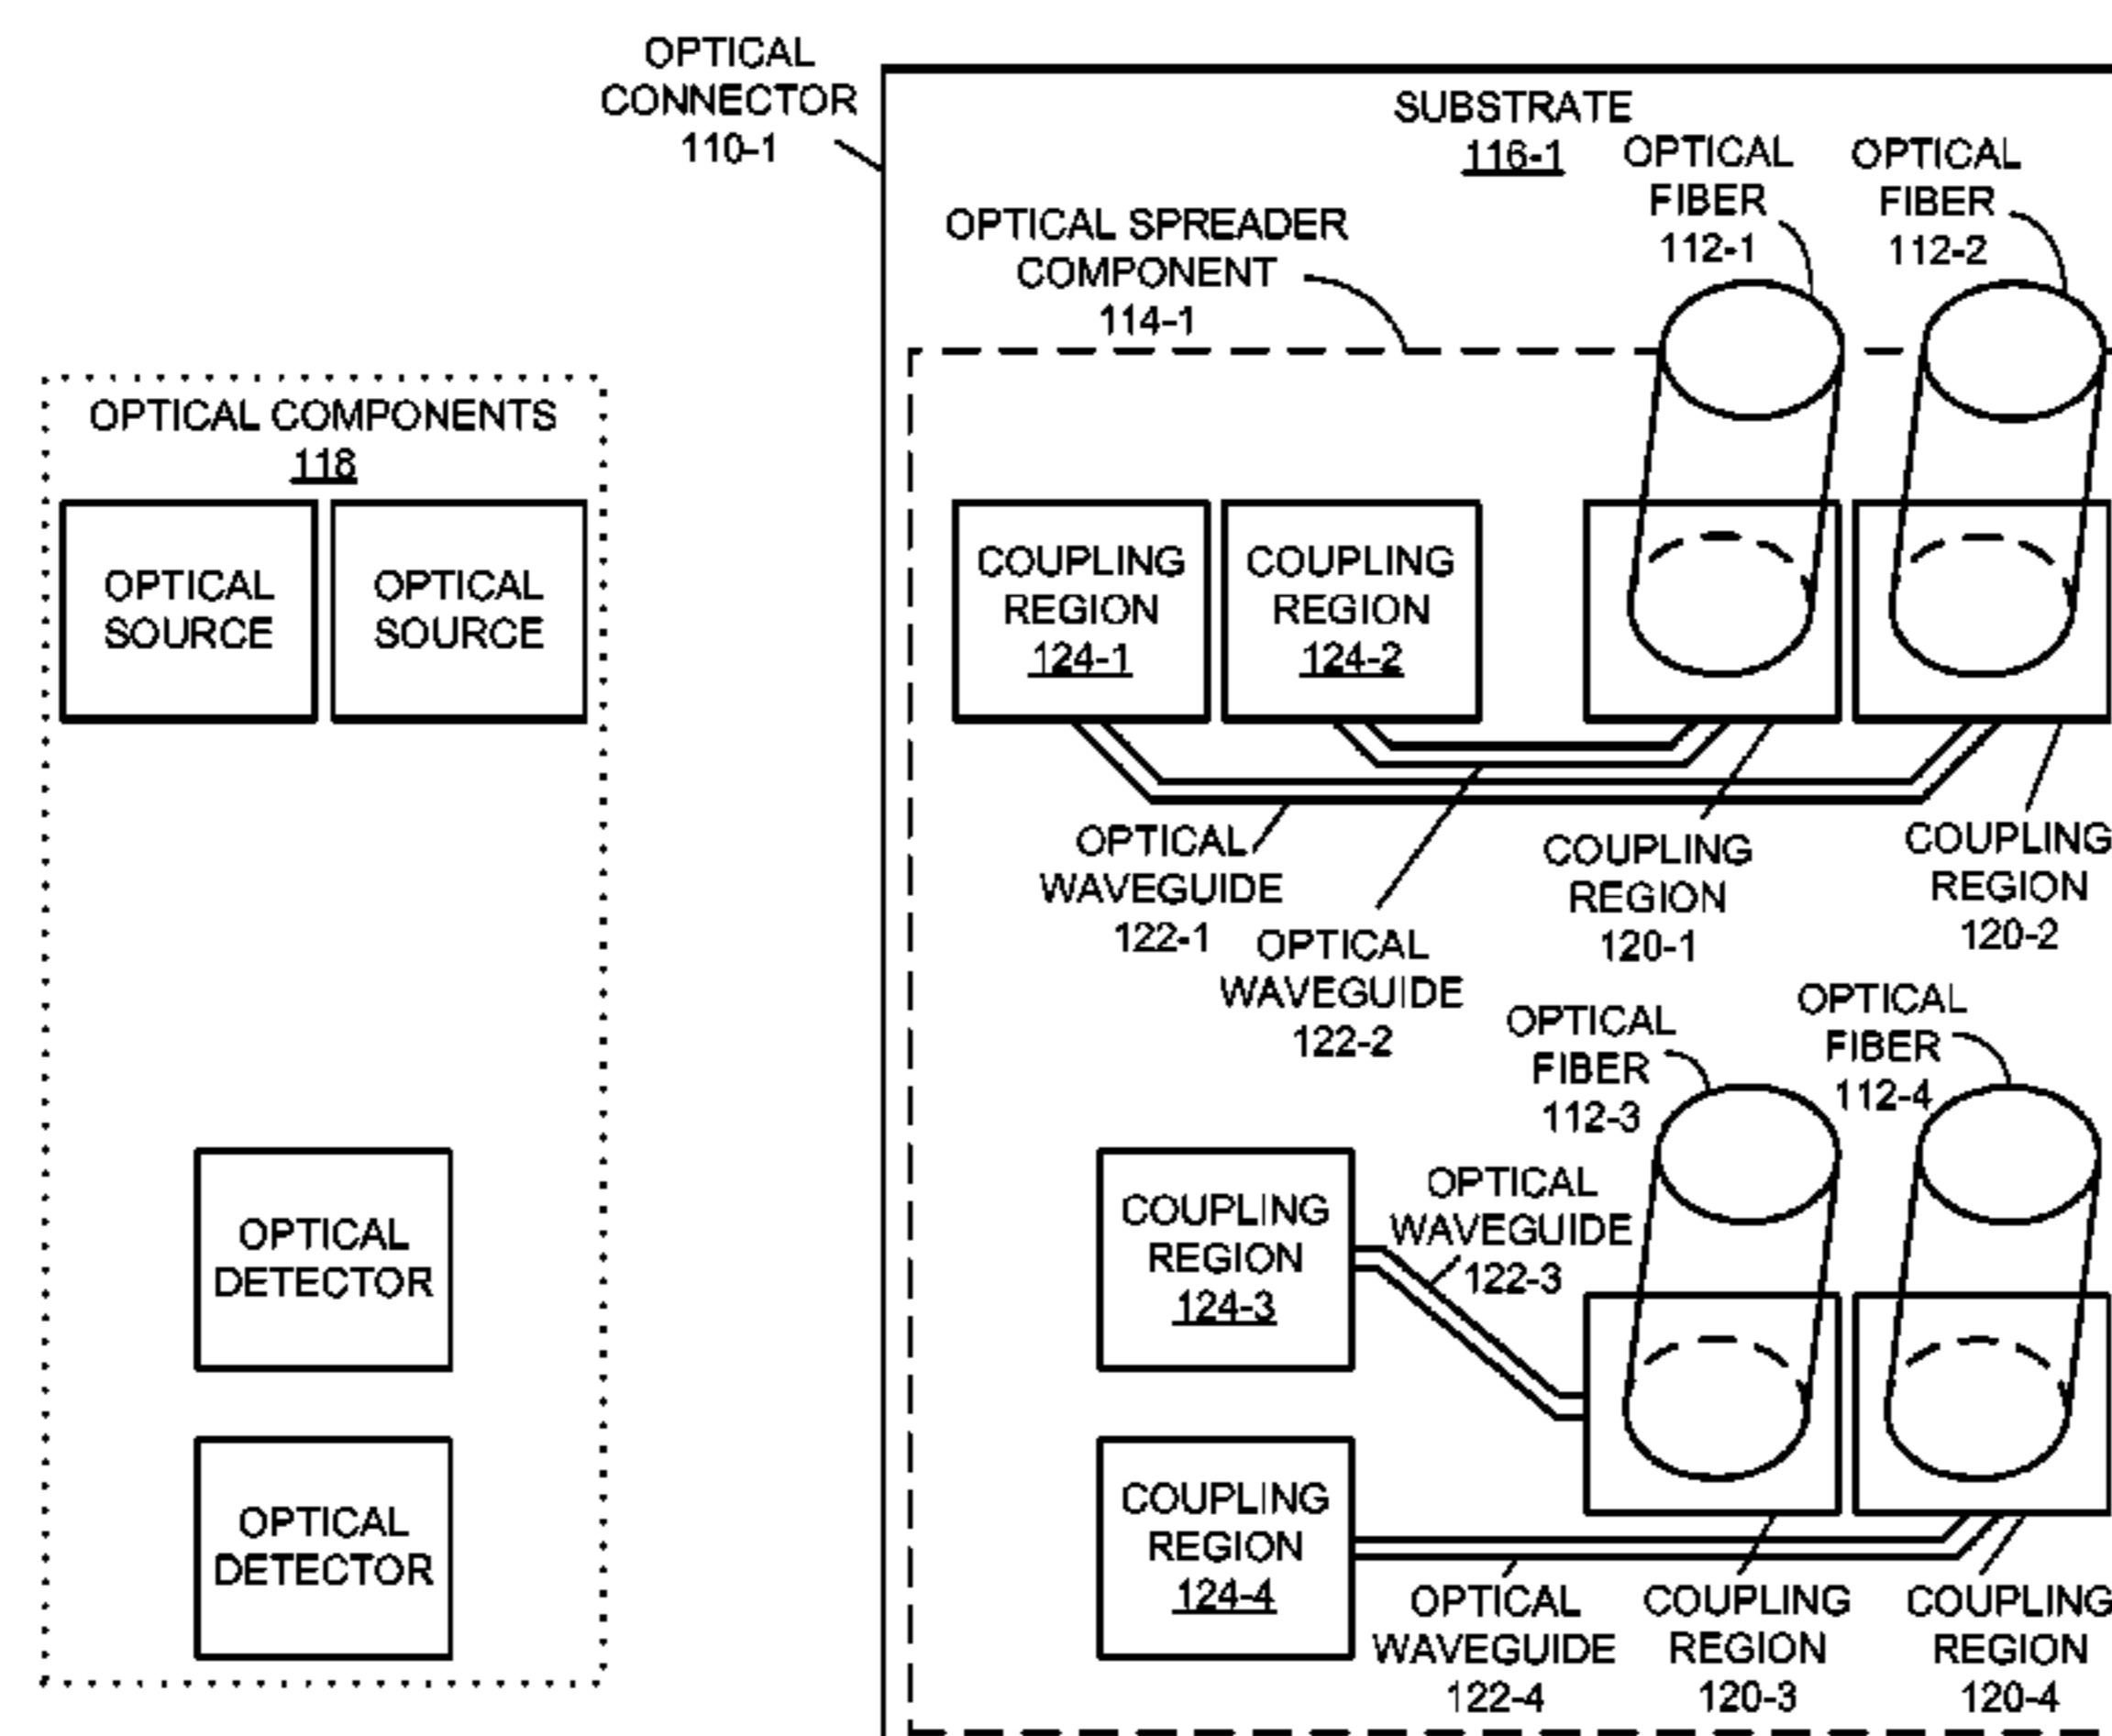 OPTICAL
CONNECTOR
110-1
SUBSTRATE
116-1
OPTICAL
FIBER
112-1
OPTICAL
FIBER
112-2
OPTICAL SPREADER
COMPONENT
114-1
OPTICAL COMPONENTS
118
OPTICAL
SOURCE
OPTICAL
SOURCE
COUPLING
REGION
124-1
COUPLING
REGION
124-2
OPTICAL
WAVEGUIDE
122-1
OPTICAL
WAVEGUIDE
122-2
COUPLING
REGION
120-1
COUPLING
REGION
120-2
OPTICAL
FIBER
112-3
OPTICAL
FIBER
112-4
OPTICAL
DETECTOR
COUPLING
REGION
124-3
OPTICAL
WAVEGUIDE
122-3
OPTICAL
DETECTOR
COUPLING
REGION
124-4
OPTICAL
WAVEGUIDE
122-4
COUPLING
REGION
120-3
COUPLING
REGION
120-4